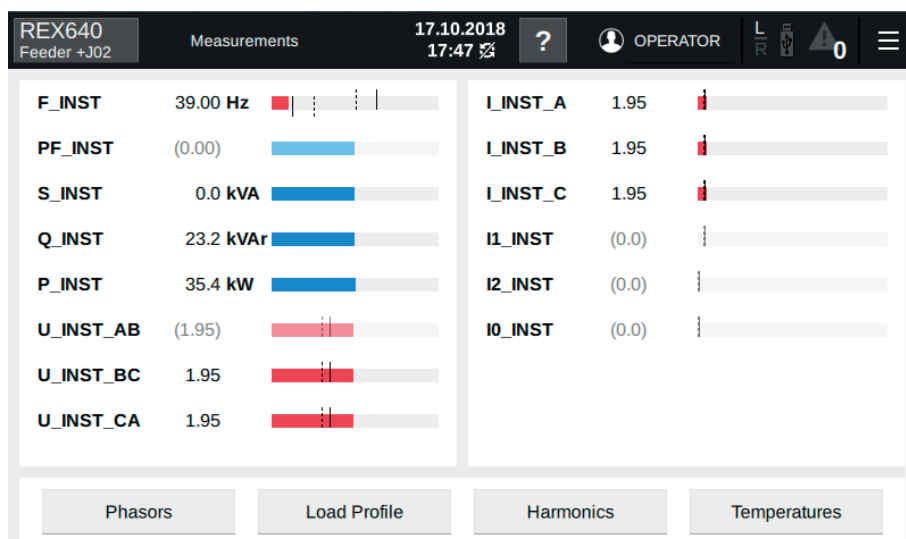 REX640
Feeder +J02
Measurements
17.10.2018
17:47
?
OPERATOR
L
R
0
F_INST 39.00 Hz
PF_INST (0.00)
S_INST 0.0 kVA
Q_INST 23.2 kVAr
P_INST 35.4 kW
U_INST_AB (1.95)
U_INST_BC 1.95
U_INST_CA 1.95
I_INST_A 1.95
I_INST_B 1.95
I_INST_C 1.95
I1_INST (0.0)
I2_INST (0.0)
I0_INST (0.0)
Phasors
Load Profile
Harmonics
Temperatures